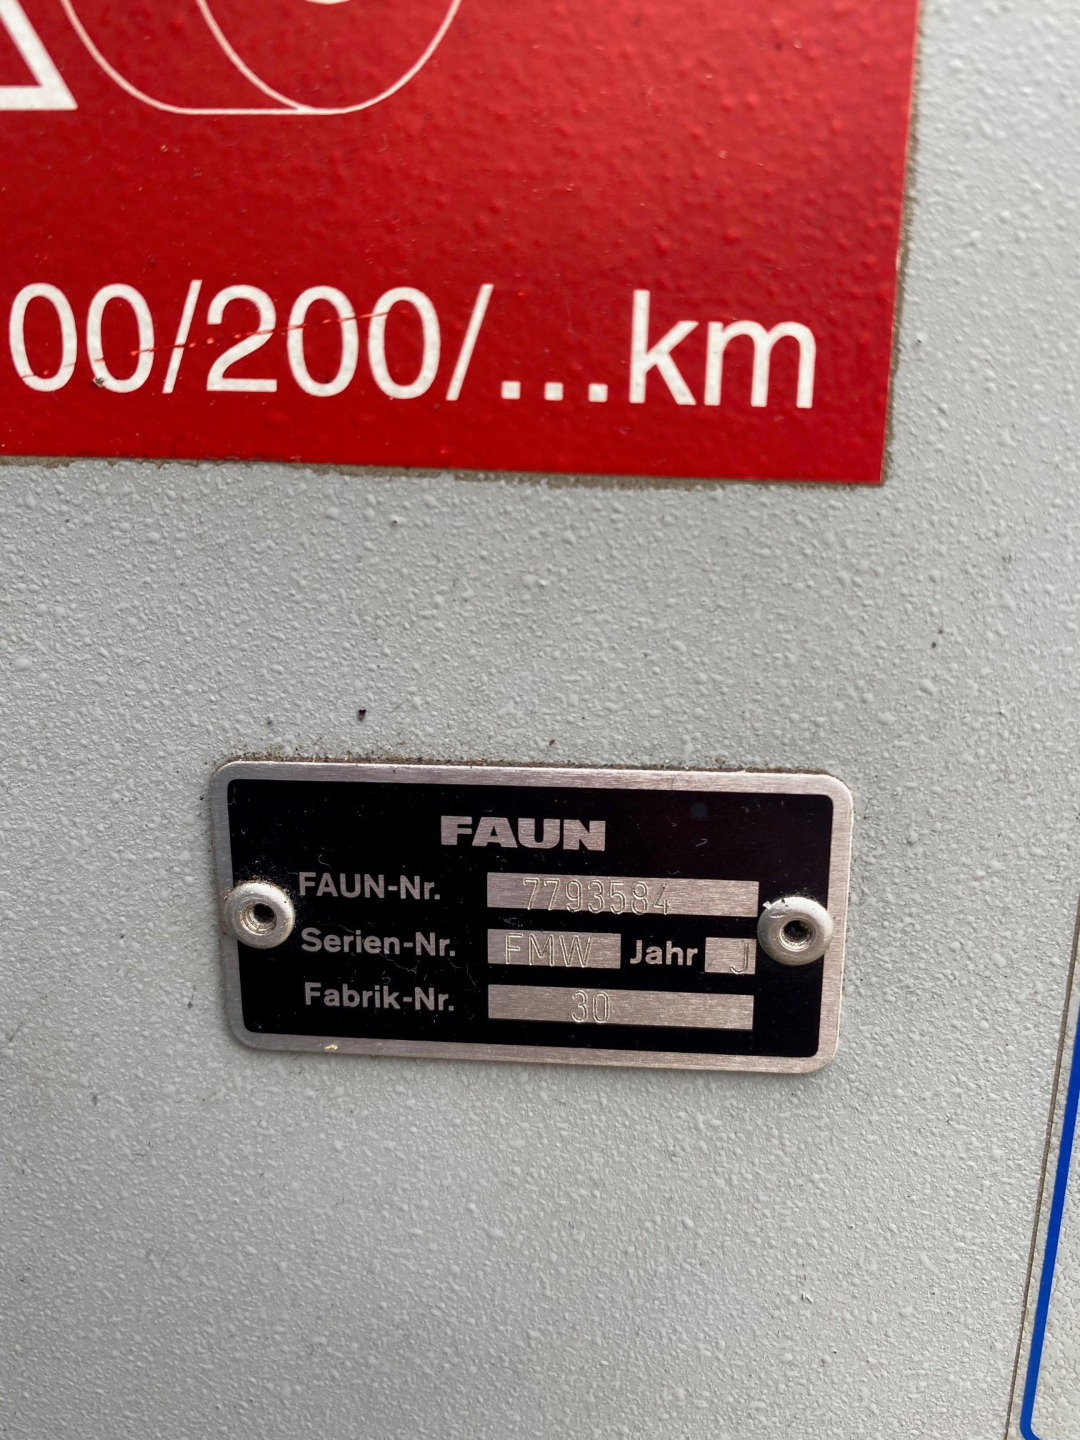 00/200/...km
FAUN
FAUN-Nr. 7793584
Serien-Nr. FMW Jahr J
Fabrik-Nr. 30